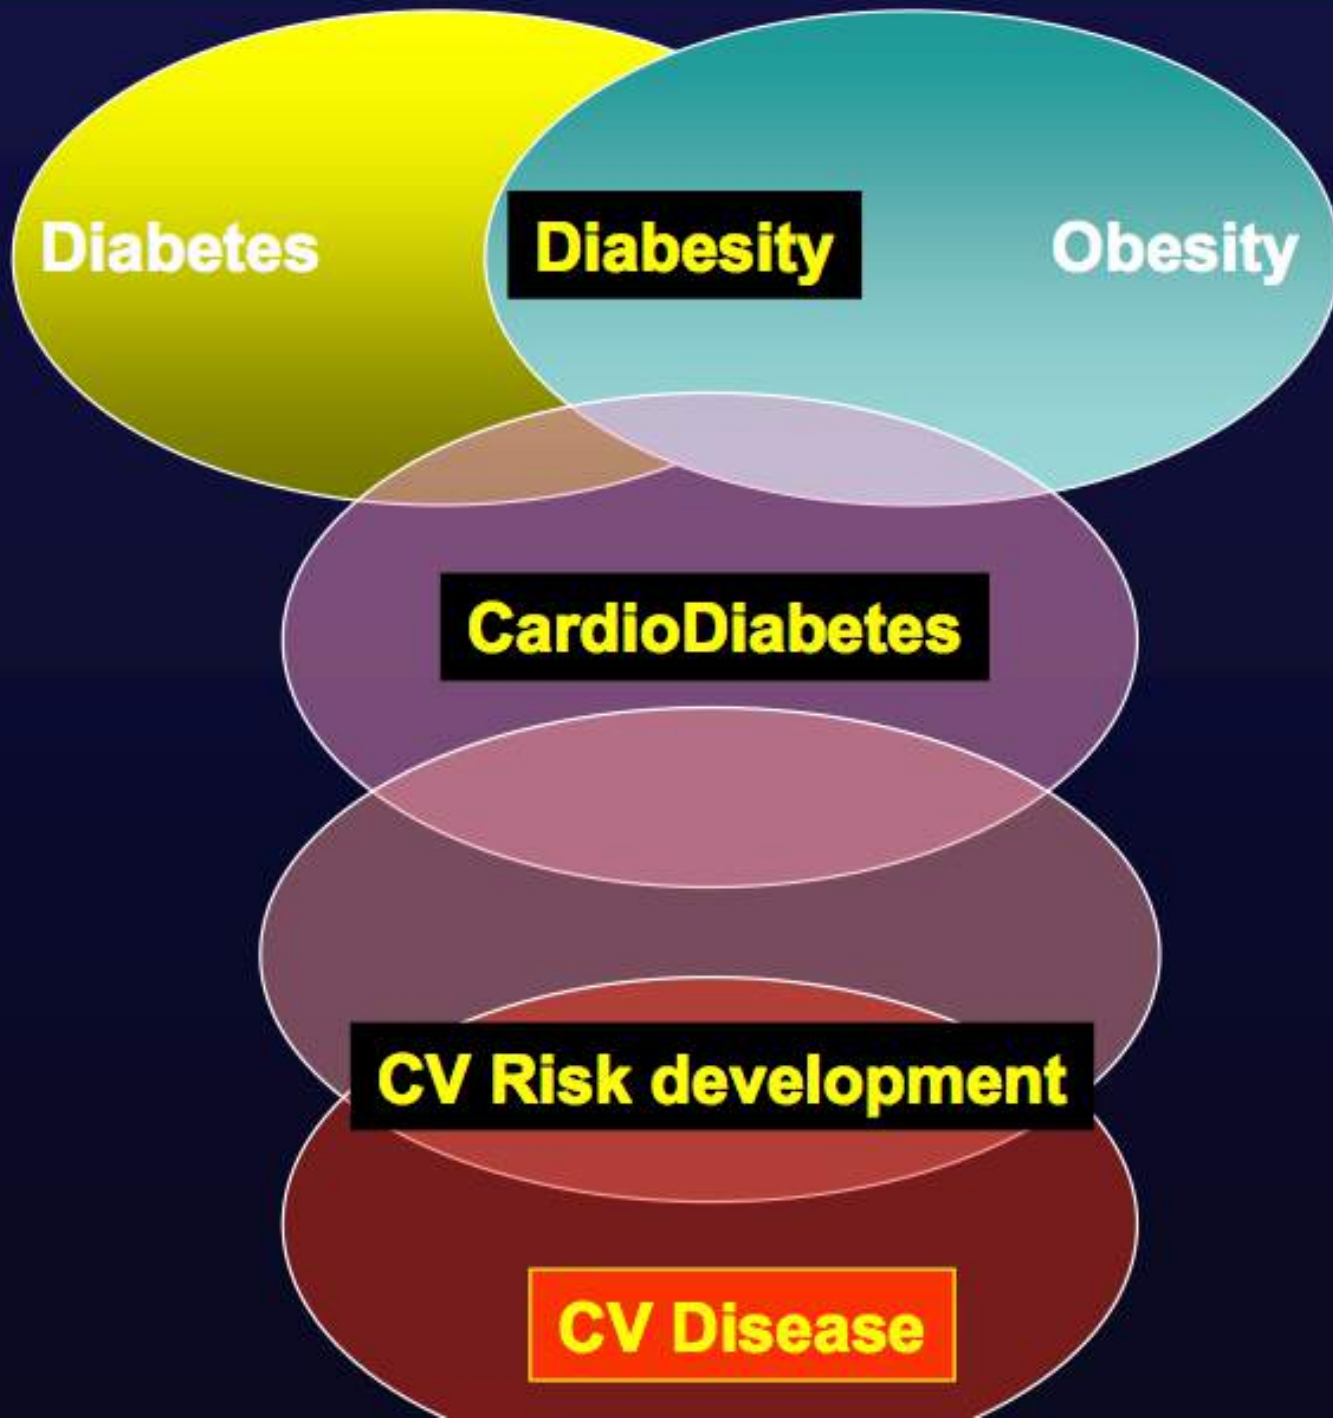 Diabetes
Diabesity
Obesity
CardioDiabetes
CV Risk development
CV Disease